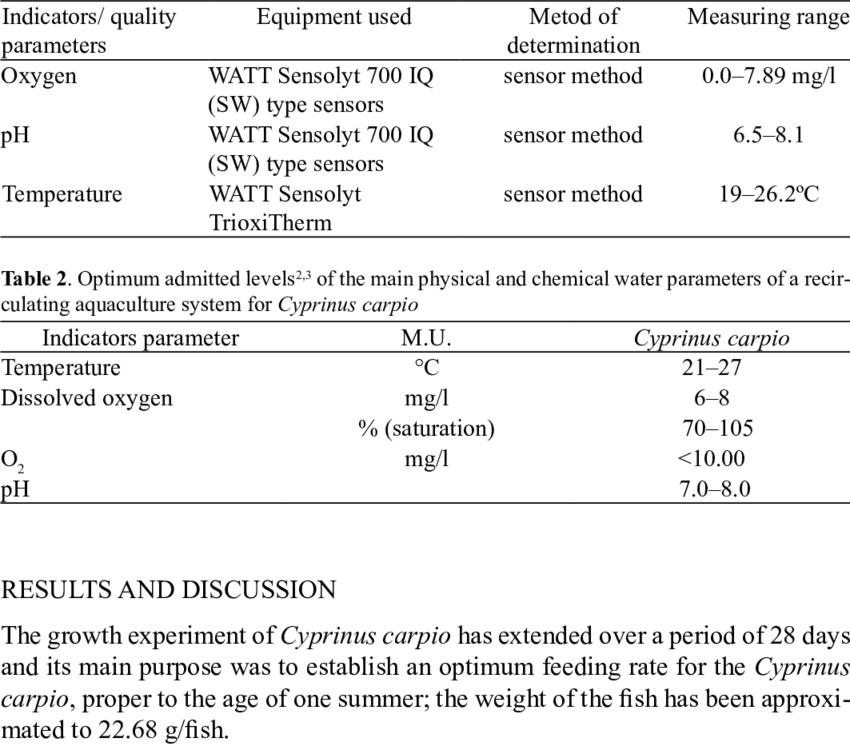 Indicators/ quality Equipment used Metod of Measuring range
parameters determination
Oxygen WATT Sensolyt 700 IQ sensor method 0.0–7.89 mg/l
(SW) type sensors
pH WATT Sensolyt 700 IQ sensor method 6.5–8.1
(SW) type sensors
Temperature WATT Sensolyt sensor method 19–26.2ºC
TrioxiTherm
Table 2. Optimum admitted levels2,3 of the main physical and chemical water parameters of a recir-
culating aquaculture system for Cyprinus carpio
Indicators parameter M.U. Cyprinus carpio
Temperature °C 21–27
Dissolved oxygen mg/l 6–8
% (saturation) 70–105
O2 mg/l <10.00
pH 7.0–8.0
RESULTS AND DISCUSSION
The growth experiment of Cyprinus carpio has extended over a period of 28 days
and its main purpose was to establish an optimum feeding rate for the Cyprinus
carpio, proper to the age of one summer; the weight of the fish has been approxi-
mated to 22.68 g/fish.